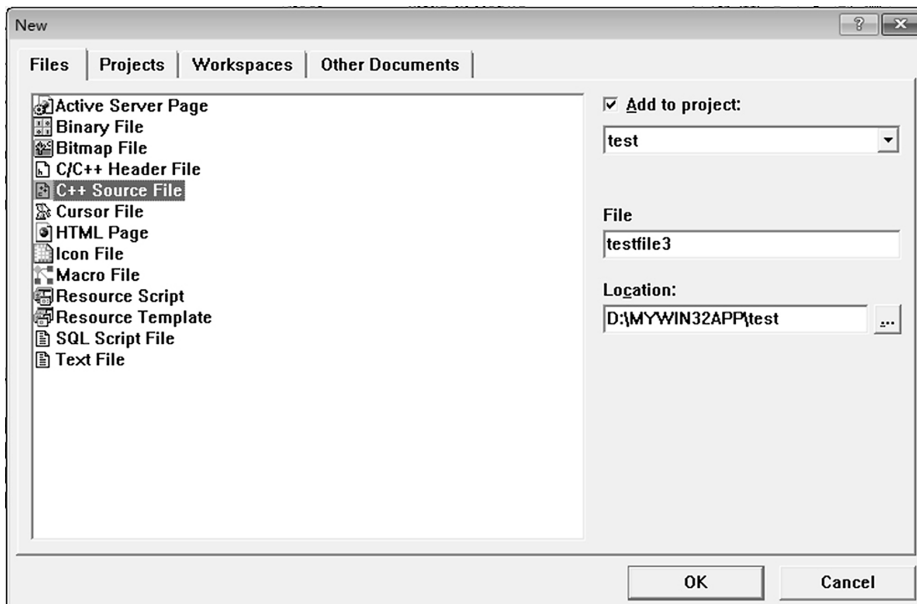 New
Files Projects Workspaces Other Documents
Active Server Page
Binary File
Bitmap File
C/C++ Header File
C++ Source File
Cursor File
HTML Page
Icon File
Macro File
Resource Script
Resource Template
SQL Script File
Text File
Add to project:
test
File
testfile3
Location:
D:\MYWIN32APP\test
...
OK Cancel